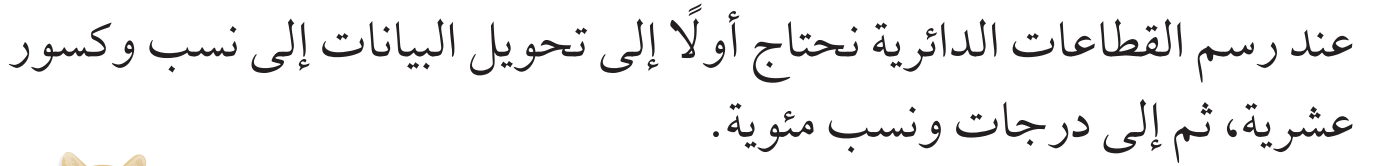 عند رسم القطاعات الدائرية نحتاج أولًا إلى تحويل البيانات إلى نسب وكسور
عشرية، ثم إلى درجات ونسب مئوية.